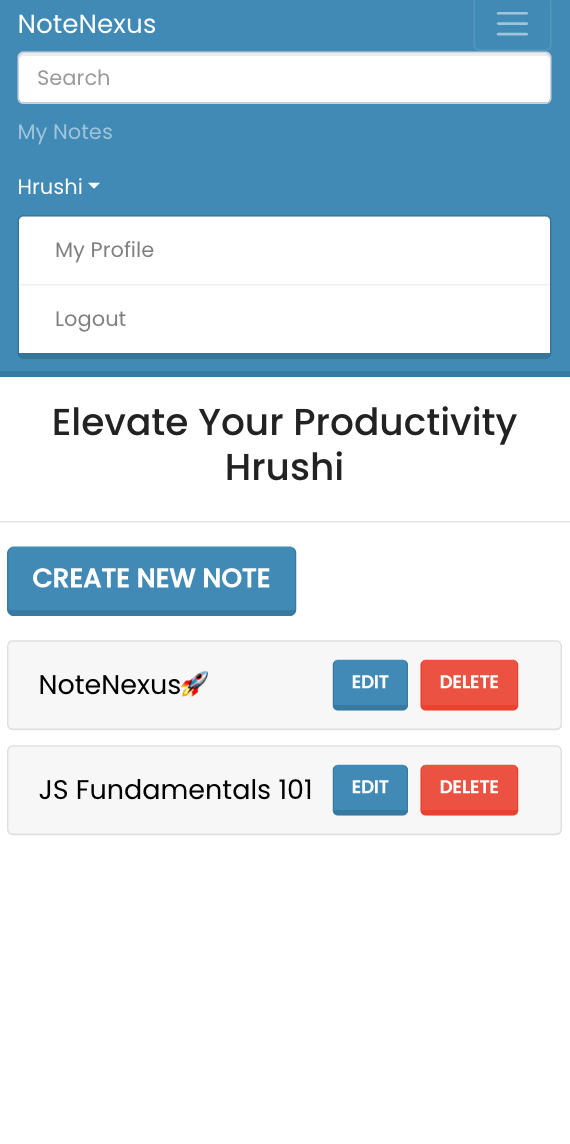 NoteNexus
Search
My Notes
Hrushi
My Profile
Logout
Elevate Your Productivity
Hrushi
CREATE NEW NOTE
NoteNexus🚀 EDIT DELETE
JS Fundamentals 101 EDIT DELETE